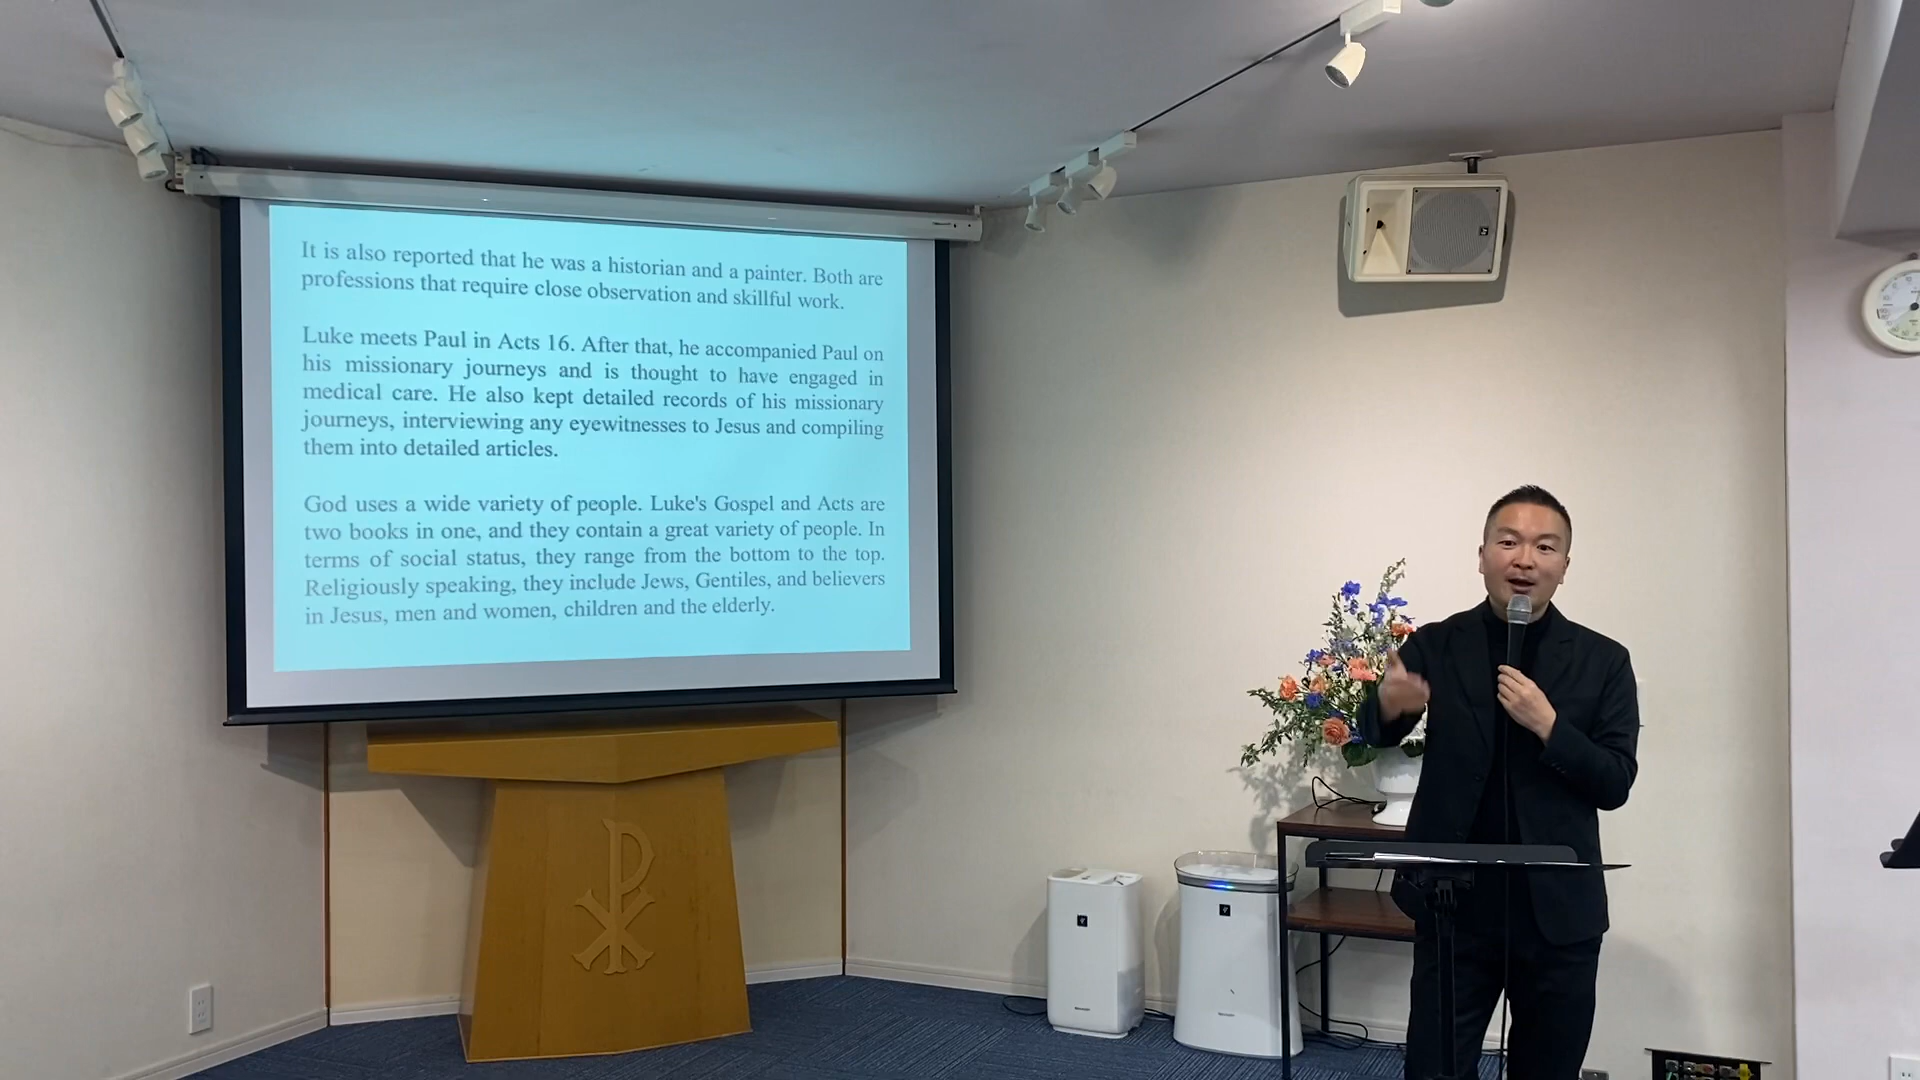 It is also reported that he was a historian and a painter. Both are
professions that require close observation and skillful work.
Luke meets Paul in Acts 16. After that, he accompanied Paul on
his missionary journeys and is thought to have engaged in
medical care. He also kept detailed records of his missionary
journeys, interviewing any eyewitnesses to Jesus and compiling
them into detailed articles.
God uses a wide variety of people. Luke's Gospel and Acts are
two books in one, and they contain a great variety of people. In
terms of social status, they range from the bottom to the top.
Religiously speaking, they include Jews, Gentiles, and believers
in Jesus, men and women, children and the elderly.